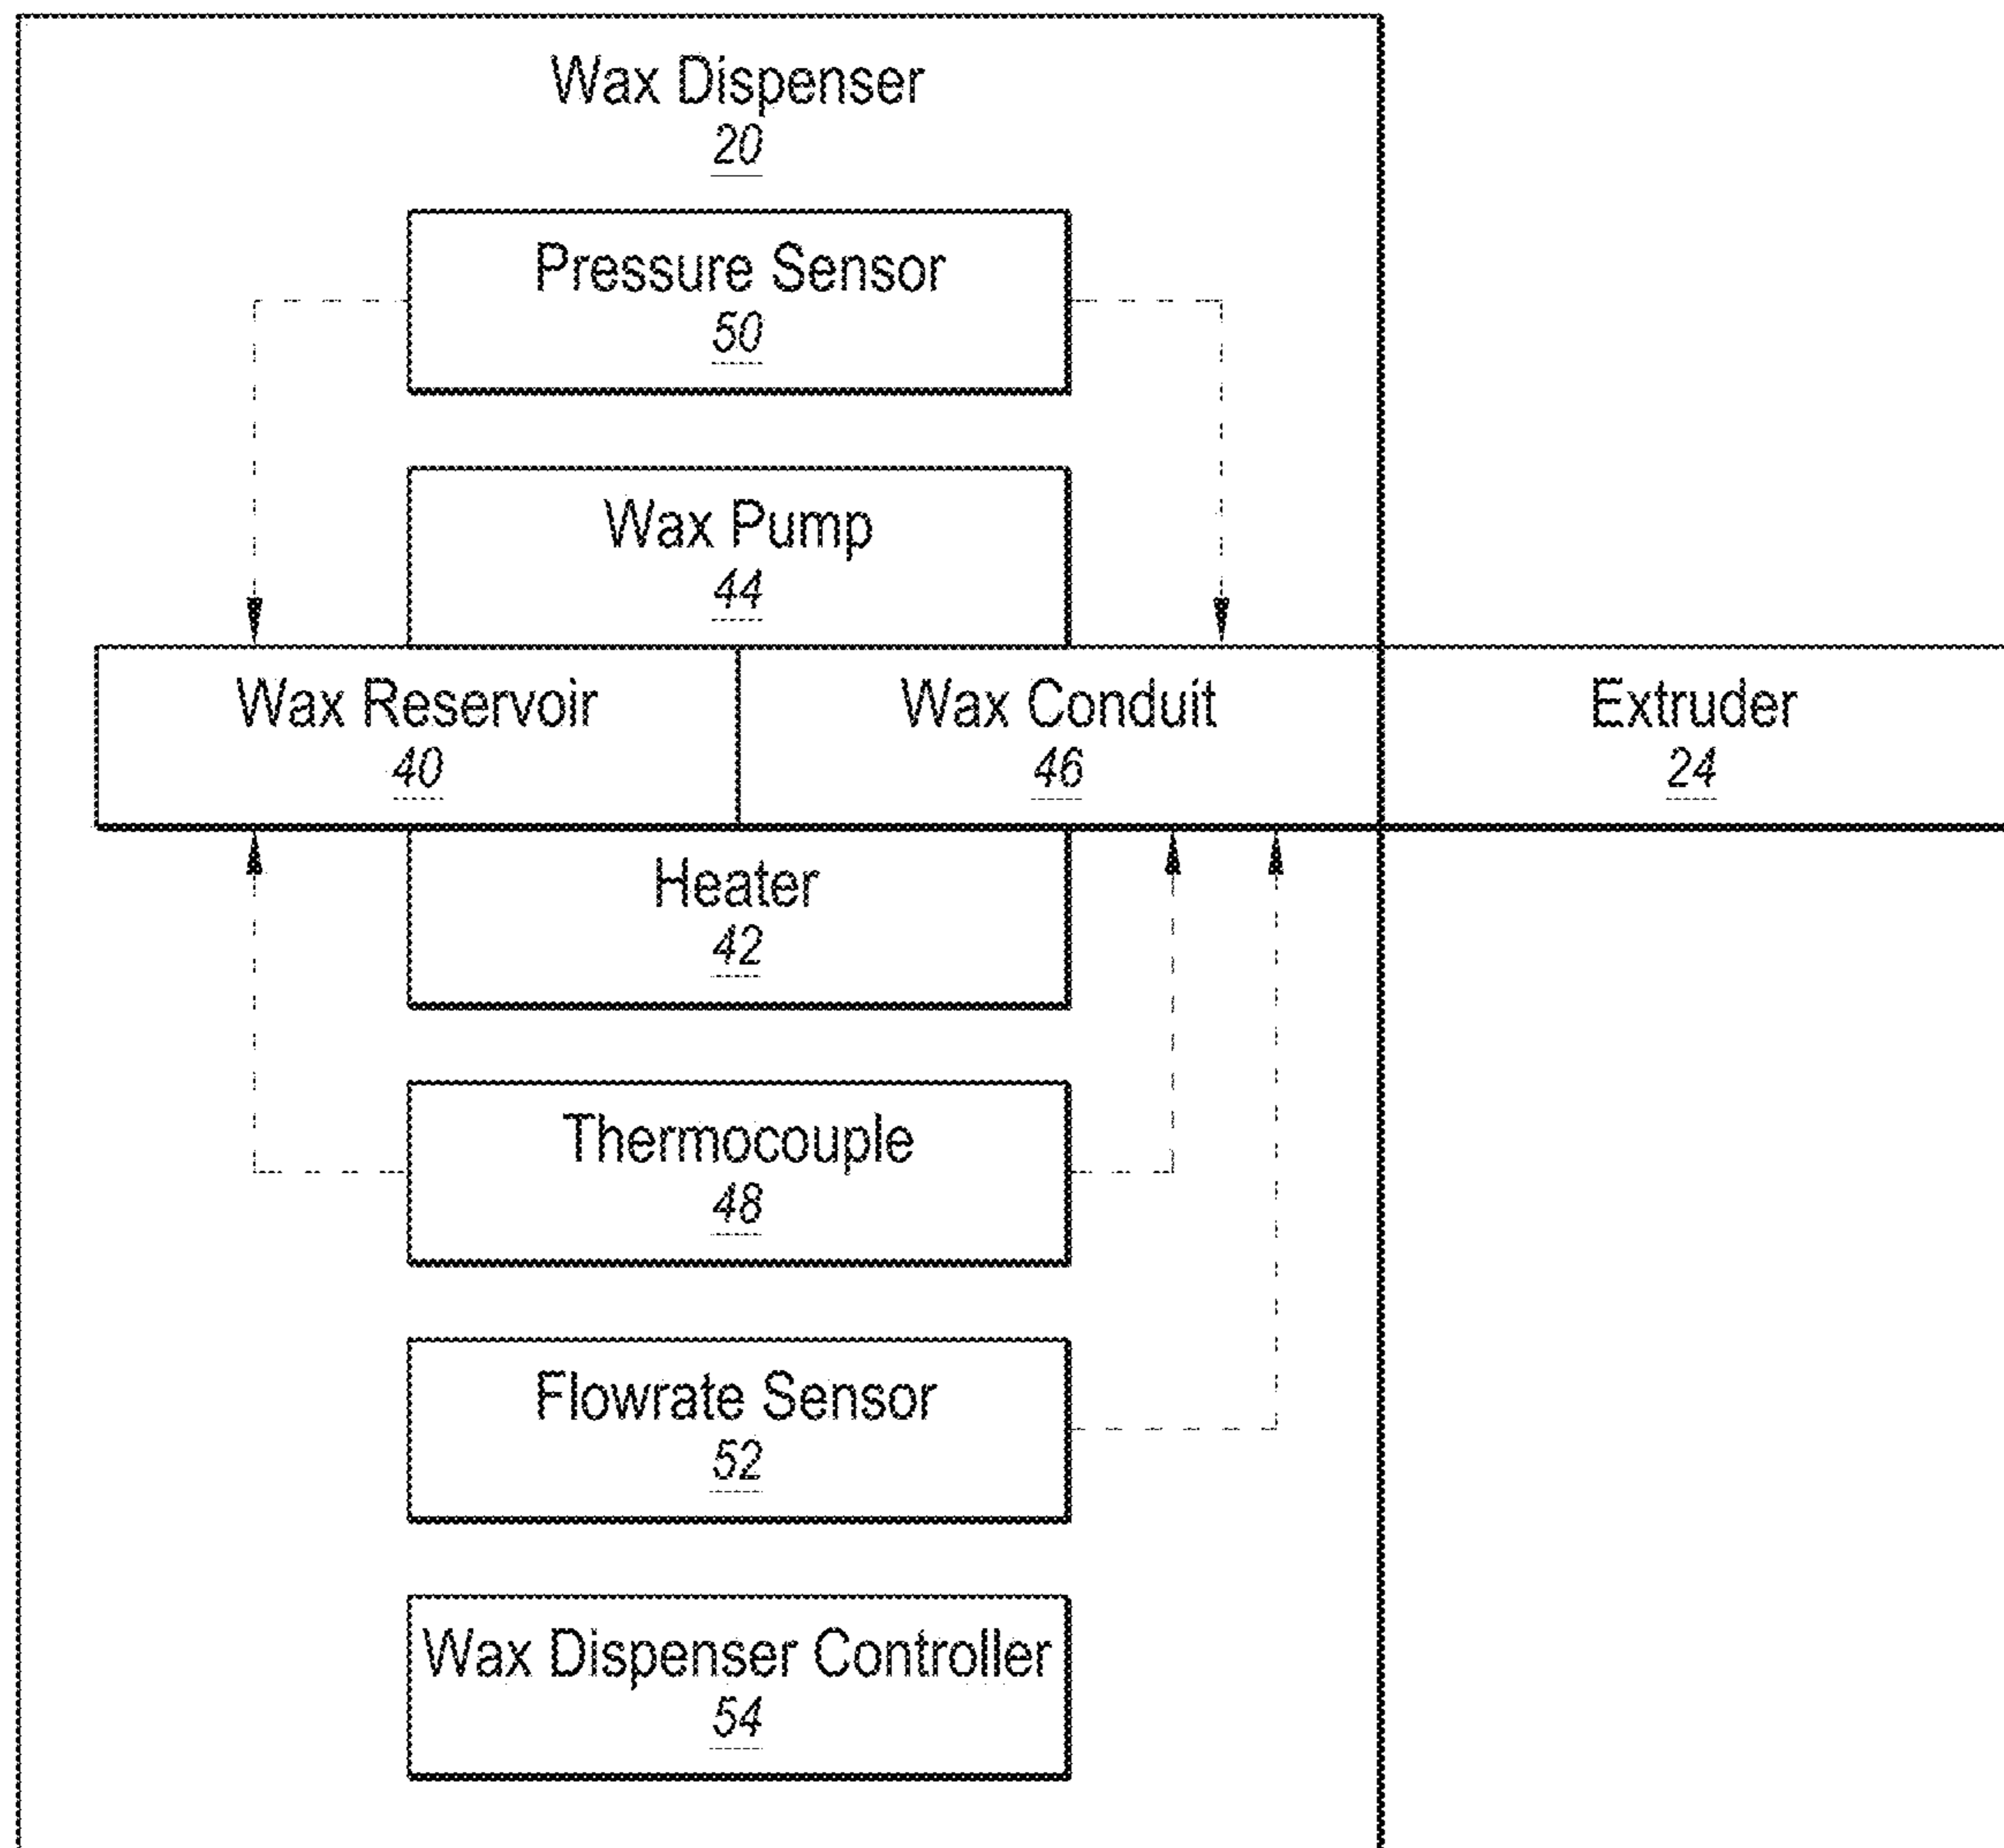 Wax Dispenser
20
Pressure Sensor
50
Wax Pump
44
Wax Reservoir
40
Wax Conduit
46
Extruder
24
Heater
42
Thermocouple
48
Flowrate Sensor
52
Wax Dispenser Controller
54